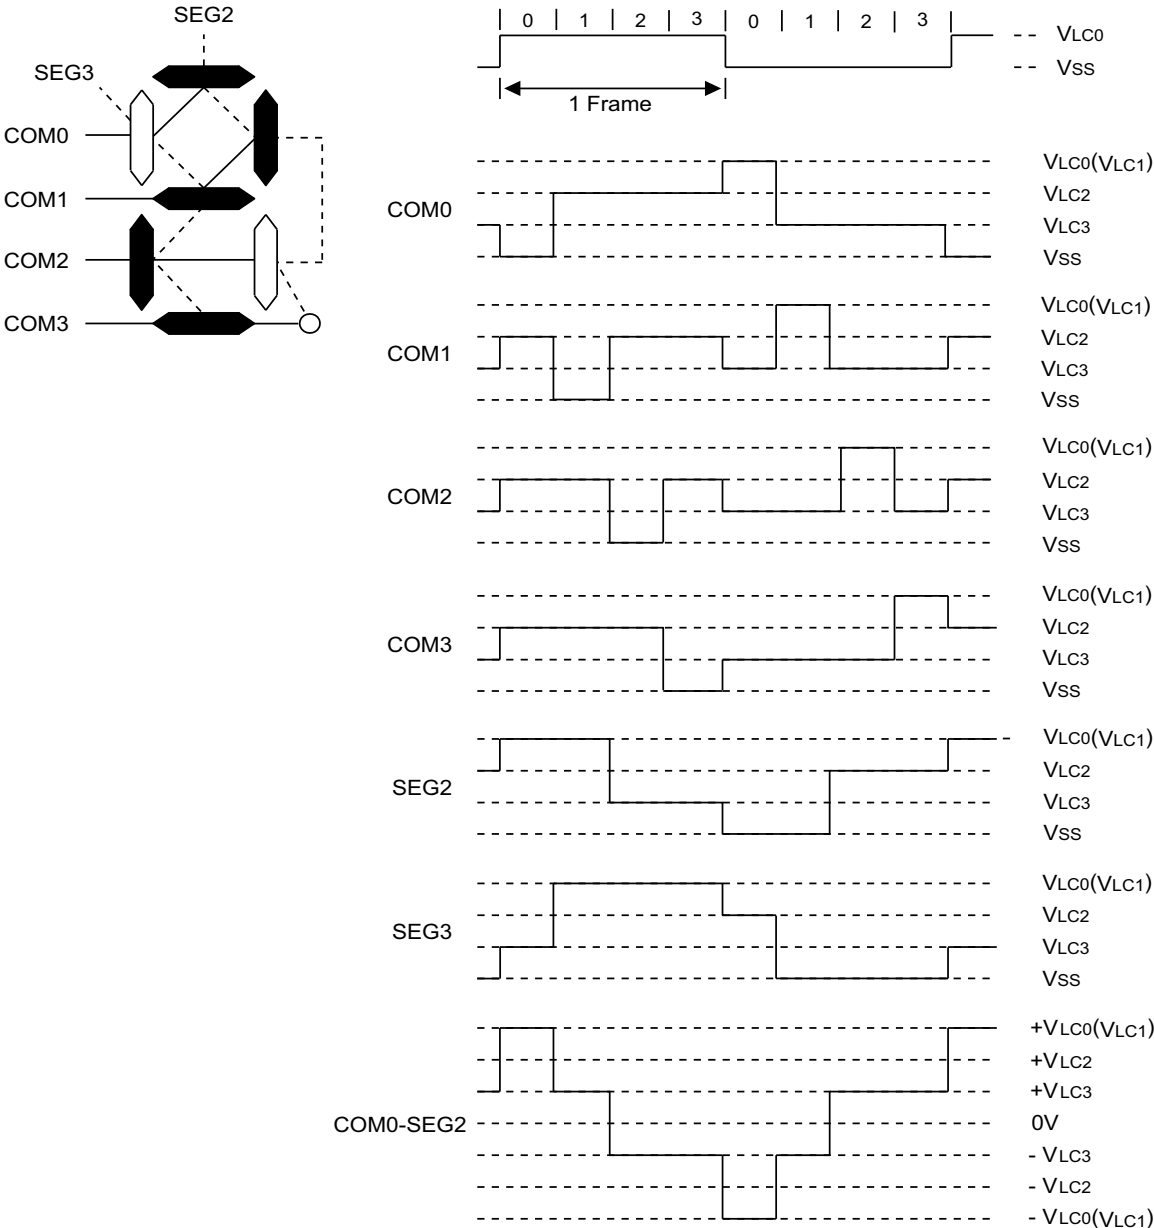 SEG2
SEG3
COM0
COM1
COM2
COM3
0 1 2 3 0 1 2 3
VLC0
VSS
1 Frame
COM0
VLC0(VLC1)
VLC2
VLC3
VSS
COM1
VLC0(VLC1)
VLC2
VLC3
VSS
COM2
VLC0(VLC1)
VLC2
VLC3
VSS
COM3
VLC0(VLC1)
VLC2
VLC3
VSS
SEG2
VLC0(VLC1)
VLC2
VLC3
VSS
SEG3
VLC0(VLC1)
VLC2
VLC3
VSS
COM0-SEG2
+VLC0(VLC1)
+VLC2
+VLC3
0V
- VLC3
- VLC2
- VLC0(VLC1)